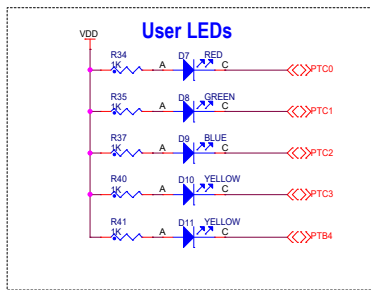 User LEDs
VDD
R34
1K
A
D7
RED
C
PTC0
R35
1K
A
D8
GREEN
C
PTC1
R37
1K
A
D9
BLUE
C
PTC2
R40
1K
A
D10
YELLOW
C
PTC3
R41
1K
A
D11
YELLOW
C
PTB4